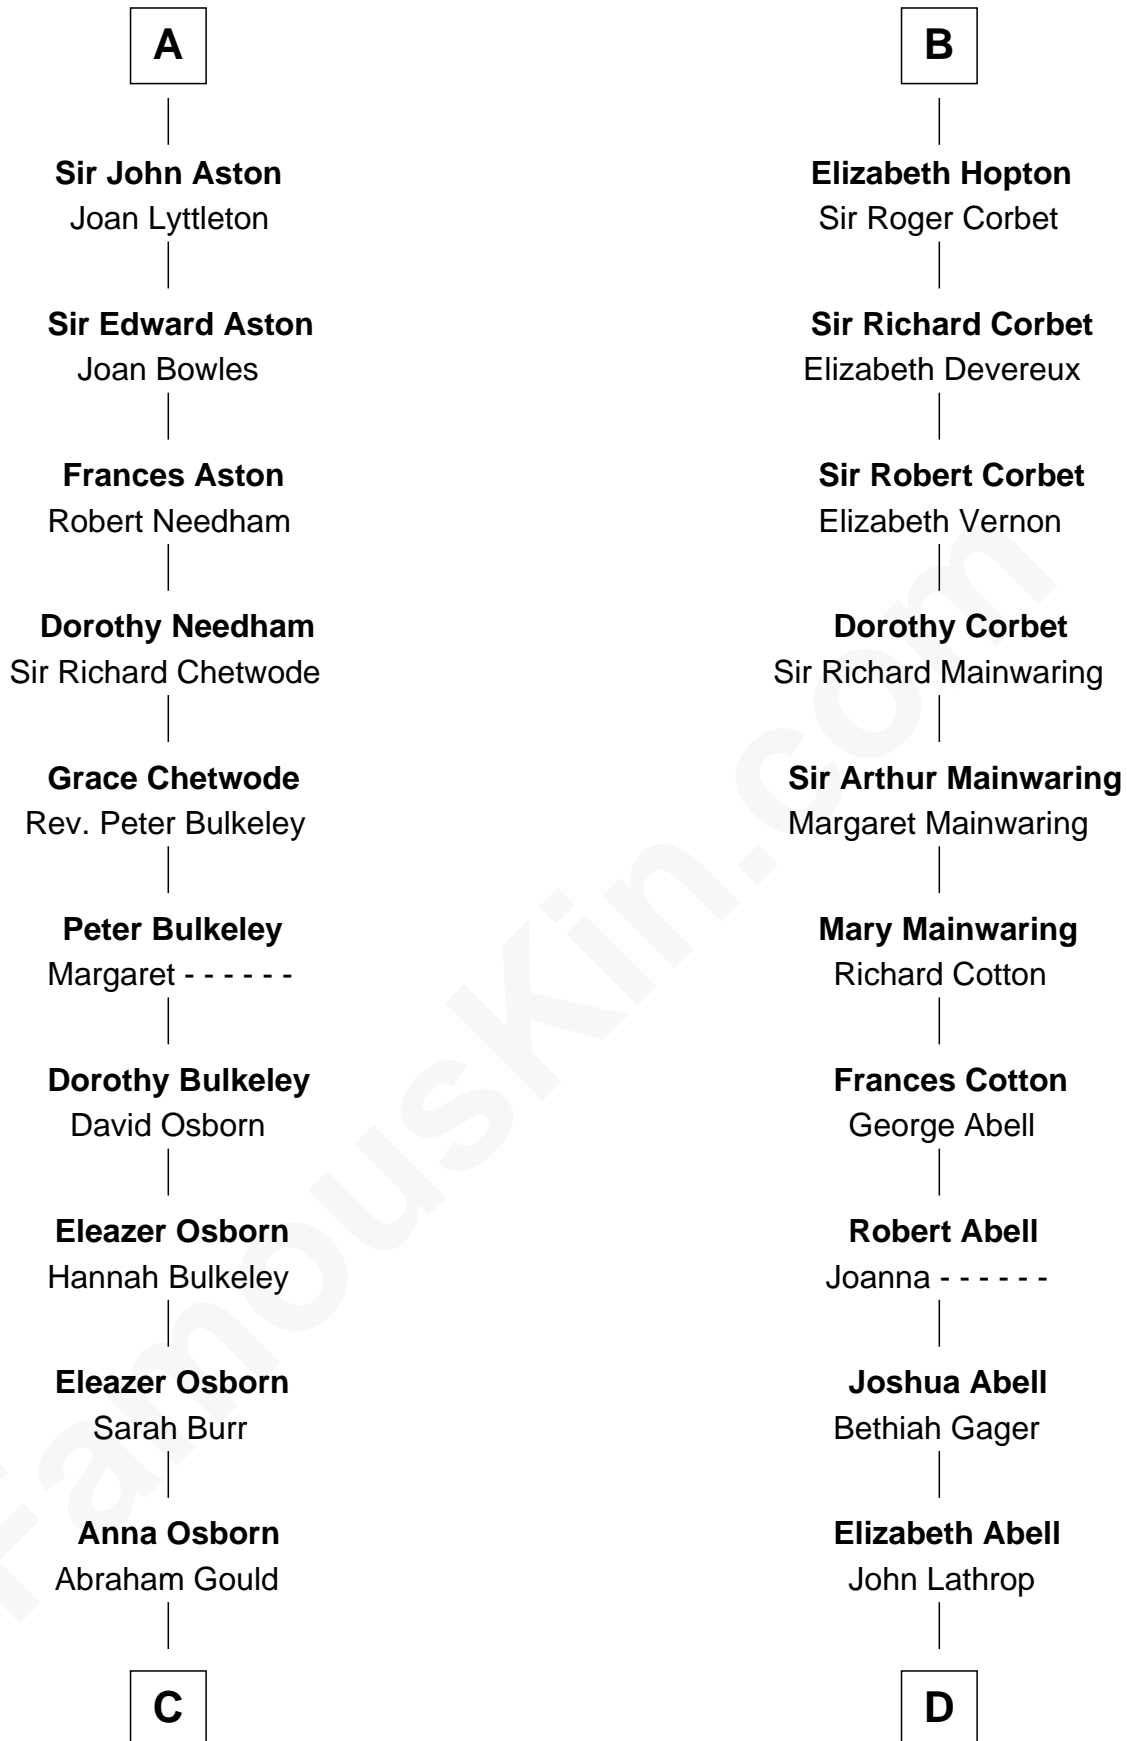 A
Sir John Aston
Joan Lyttleton
Sir Edward Aston
Joan Bowles
Frances Aston
Robert Needham
Dorothy Needham
Sir Richard Chetwode
Grace Chetwode
Rev. Peter Bulkeley
Peter Bulkeley
Margaret - - - - - -
Dorothy Bulkeley
David Osborn
Eleazer Osborn
Hannah Bulkeley
Eleazer Osborn
Sarah Burr
Anna Osborn
Abraham Gould
C
B
Elizabeth Hopton
Sir Roger Corbet
Sir Richard Corbet
Elizabeth Devereux
Sir Robert Corbet
Elizabeth Vernon
Dorothy Corbet
Sir Richard Mainwaring
Sir Arthur Mainwaring
Margaret Mainwaring
Mary Mainwaring
Richard Cotton
Frances Cotton
George Abell
Robert Abell
Joanna - - - - - -
Joshua Abell
Bethiah Gager
Elizabeth Abell
John Lathrop
D
FamousKin.com